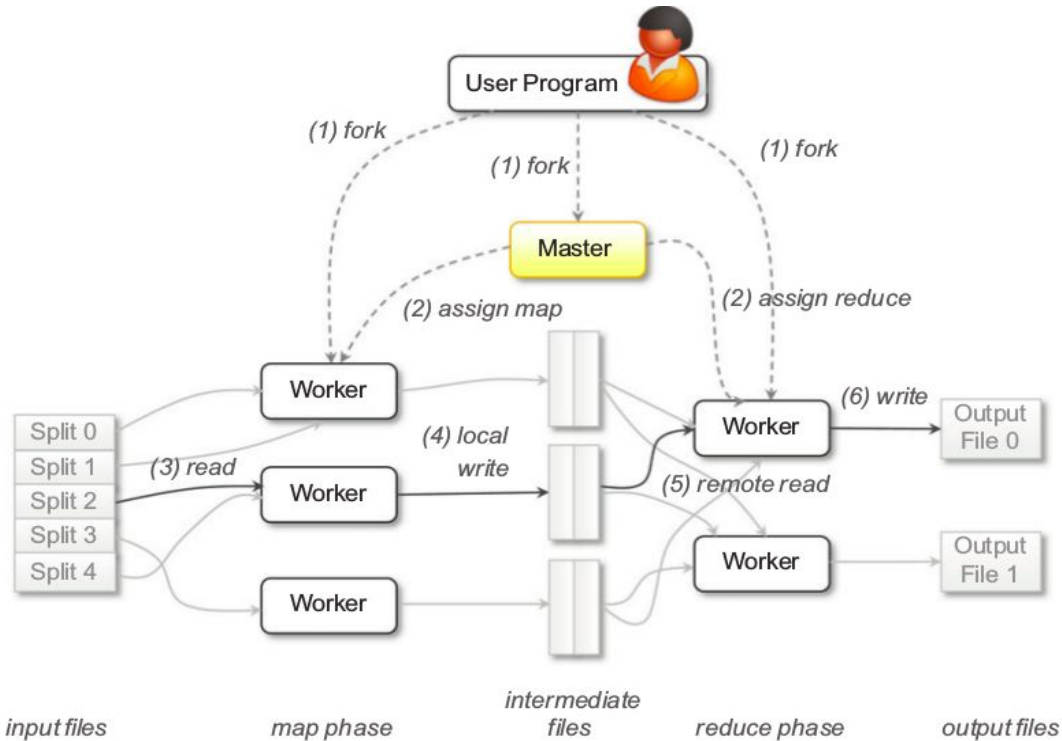 User Program
(1) fork
(1) fork
(1) fork
Master
(2) assign map
(2) assign reduce
Worker
(6) write
Split 0
Split 1
Split 2
Split 3
Split 4
(3) read
(4) local
write
Worker
Worker
Worker
Output
File 0
(5) remote read
Worker
Output
File 1
input files
map phase
intermediate
files
reduce phase
output files